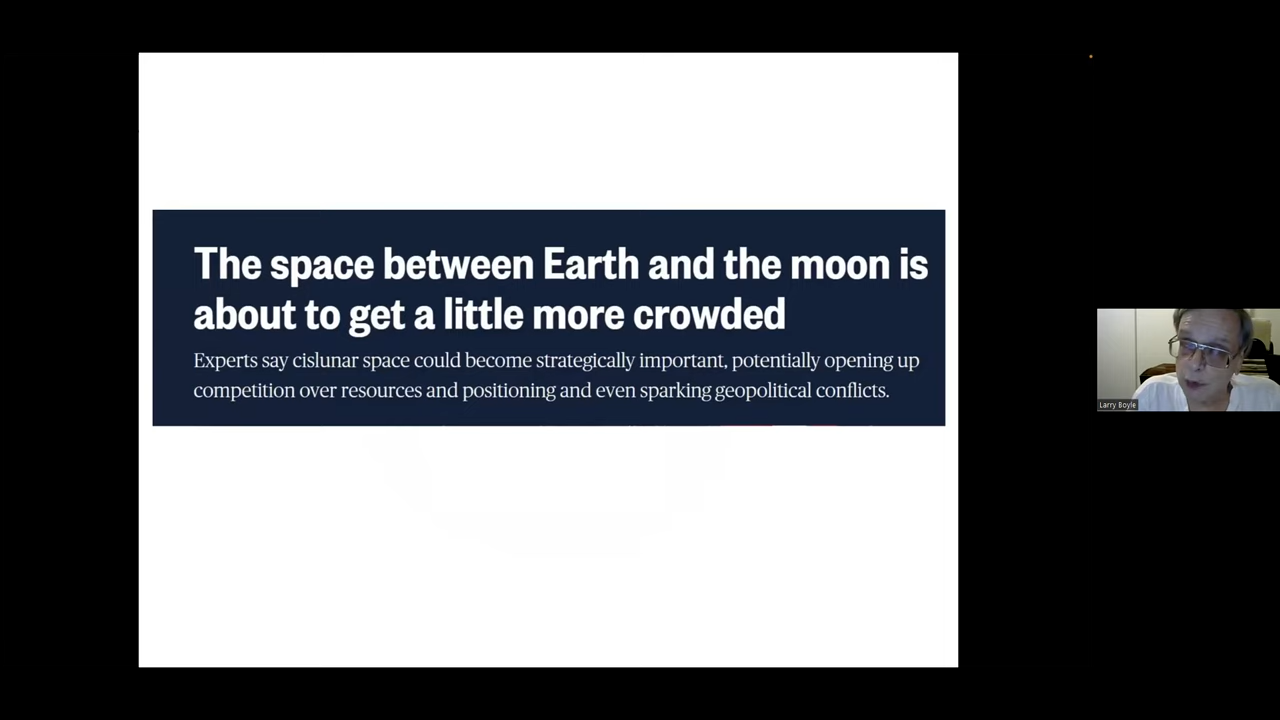 The space between Earth and the moon is
about to get a little more crowded
Experts say cislunar space could become strategically important, potentially opening up
competition over resources and positioning and even sparking geopolitical conflicts.
Larry Boyle